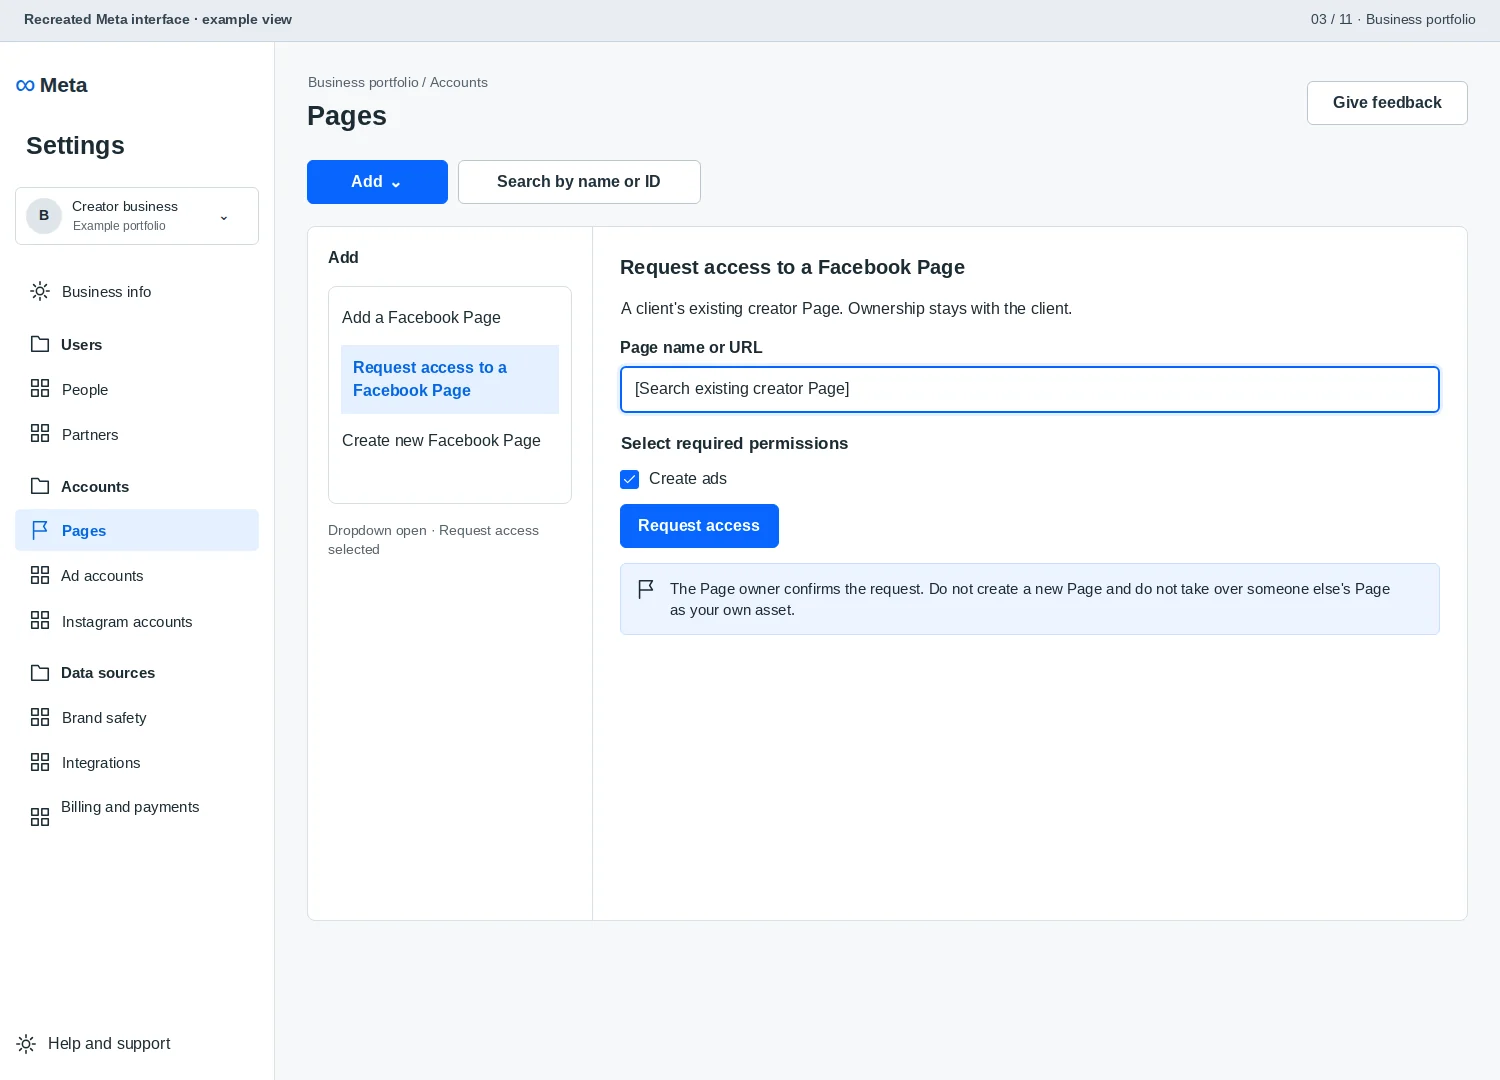 Recreated Meta interface · example view
03 / 11 · Business portfolio
Meta
Settings
B
Creator business
Example portfolio
Business info
Users
People
Partners
Accounts
Pages
Ad accounts
Instagram accounts
Data sources
Brand safety
Integrations
Billing and payments
Help and support
Business portfolio / Accounts
Pages
Give feedback
Add
Search by name or ID
Add
Add a Facebook Page
Request access to a
Facebook Page
Create new Facebook Page
Dropdown open · Request access
selected
Request access to a Facebook Page
A client's existing creator Page. Ownership stays with the client.
Page name or URL
[Search existing creator Page]
Select required permissions
Create ads
Request access
The Page owner confirms the request. Do not create a new Page and do not take over someone else's Page
as your own asset.